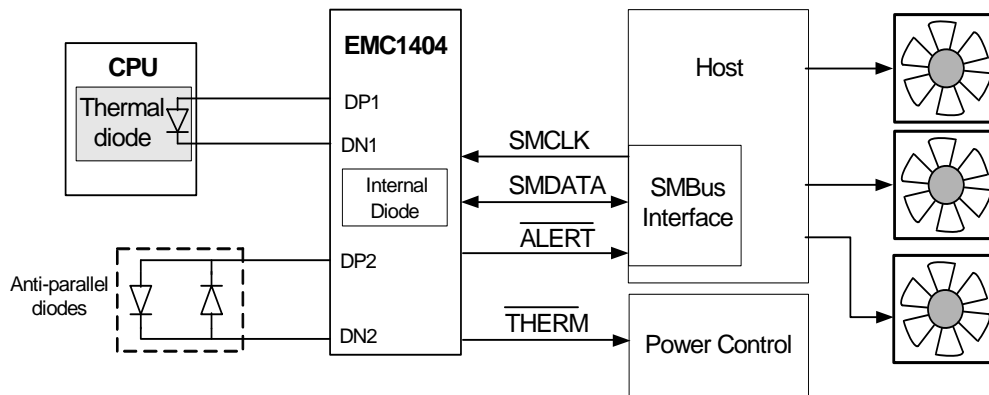 CPU
Thermal
diode
EMC1404
DP1
DN1
Internal
Diode
DP2
DN2
Anti-parallel
diodes
SMCLK
SMDATA
ALERT
THERM
Host
SMBus
Interface
Power Control